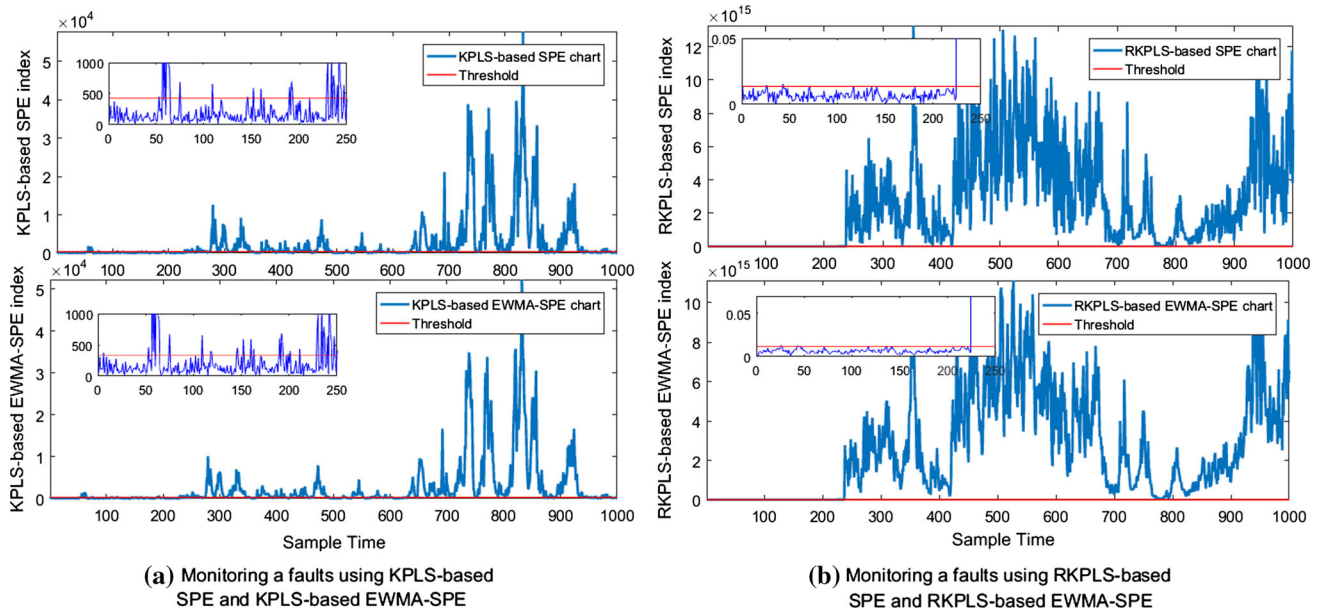 ×10^4
KPLS-based SPE index
5
4
3
2
1
0
KPLS-based SPE chart
Threshold
1000
500
0
0 50 100 150 200 250
100 200 300 400 500 600 700 800 900 1000
×10^4
KPLS-based EWMA-SPE index
5
4
3
2
1
0
KPLS-based EWMA-SPE chart
Threshold
1000
500
0
0 50 100 150 200 250
100 200 300 400 500 600 700 800 900 1000
Sample Time
(a) Monitoring a faults using KPLS-based
SPE and KPLS-based EWMA-SPE
×10^15
RKPLS-based SPE index
12
10
8
6
4
2
0
RKPLS-based SPE chart
Threshold
0.05
0
0 50 100 150 200 250
100 200 300 400 500 600 700 800 900 1000
×10^15
RKPLS-based EWMA-SPE index
10
8
6
4
2
0
RKPLS-based EWMA-SPE chart
Threshold
0.05
0
0 50 100 150 200 250
100 200 300 400 500 600 700 800 900 1000
Sample Time
(b) Monitoring a faults using RKPLS-based
SPE and RKPLS-based EWMA-SPE